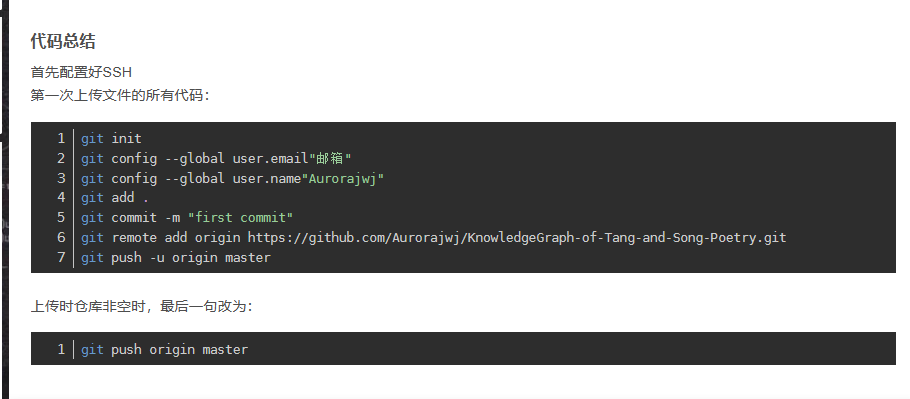 代码总结
首先配置好SSH
第一次上传文件的所有代码：
1 git init
2 git config --global user.email"邮箱"
3 git config --global user.name"Aurorajwj"
4 git add .
5 git commit -m "first commit"
6 git remote add origin https://github.com/Aurorajwj/KnowledgeGraph-of-Tang-and-Song-Poetry.git
7 git push -u origin master
上传时仓库非空时，最后一句改为：
1 git push origin master